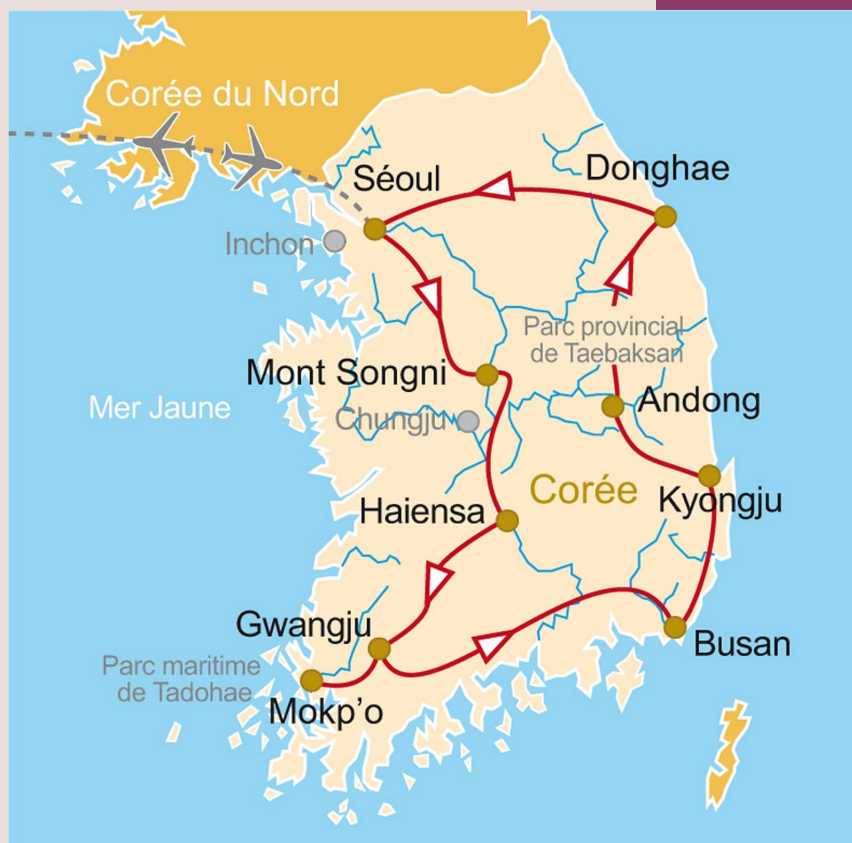 Corée du Nord
Séoul
Donghae
Inchon
Parc provincial
de Taebaksan
Mont Songni
Mer Jaune
Andong
Chungju
Corée
Kyongju
Haiensa
Gwangju
Busan
Parc maritime
de Tadohae
Mokp’o